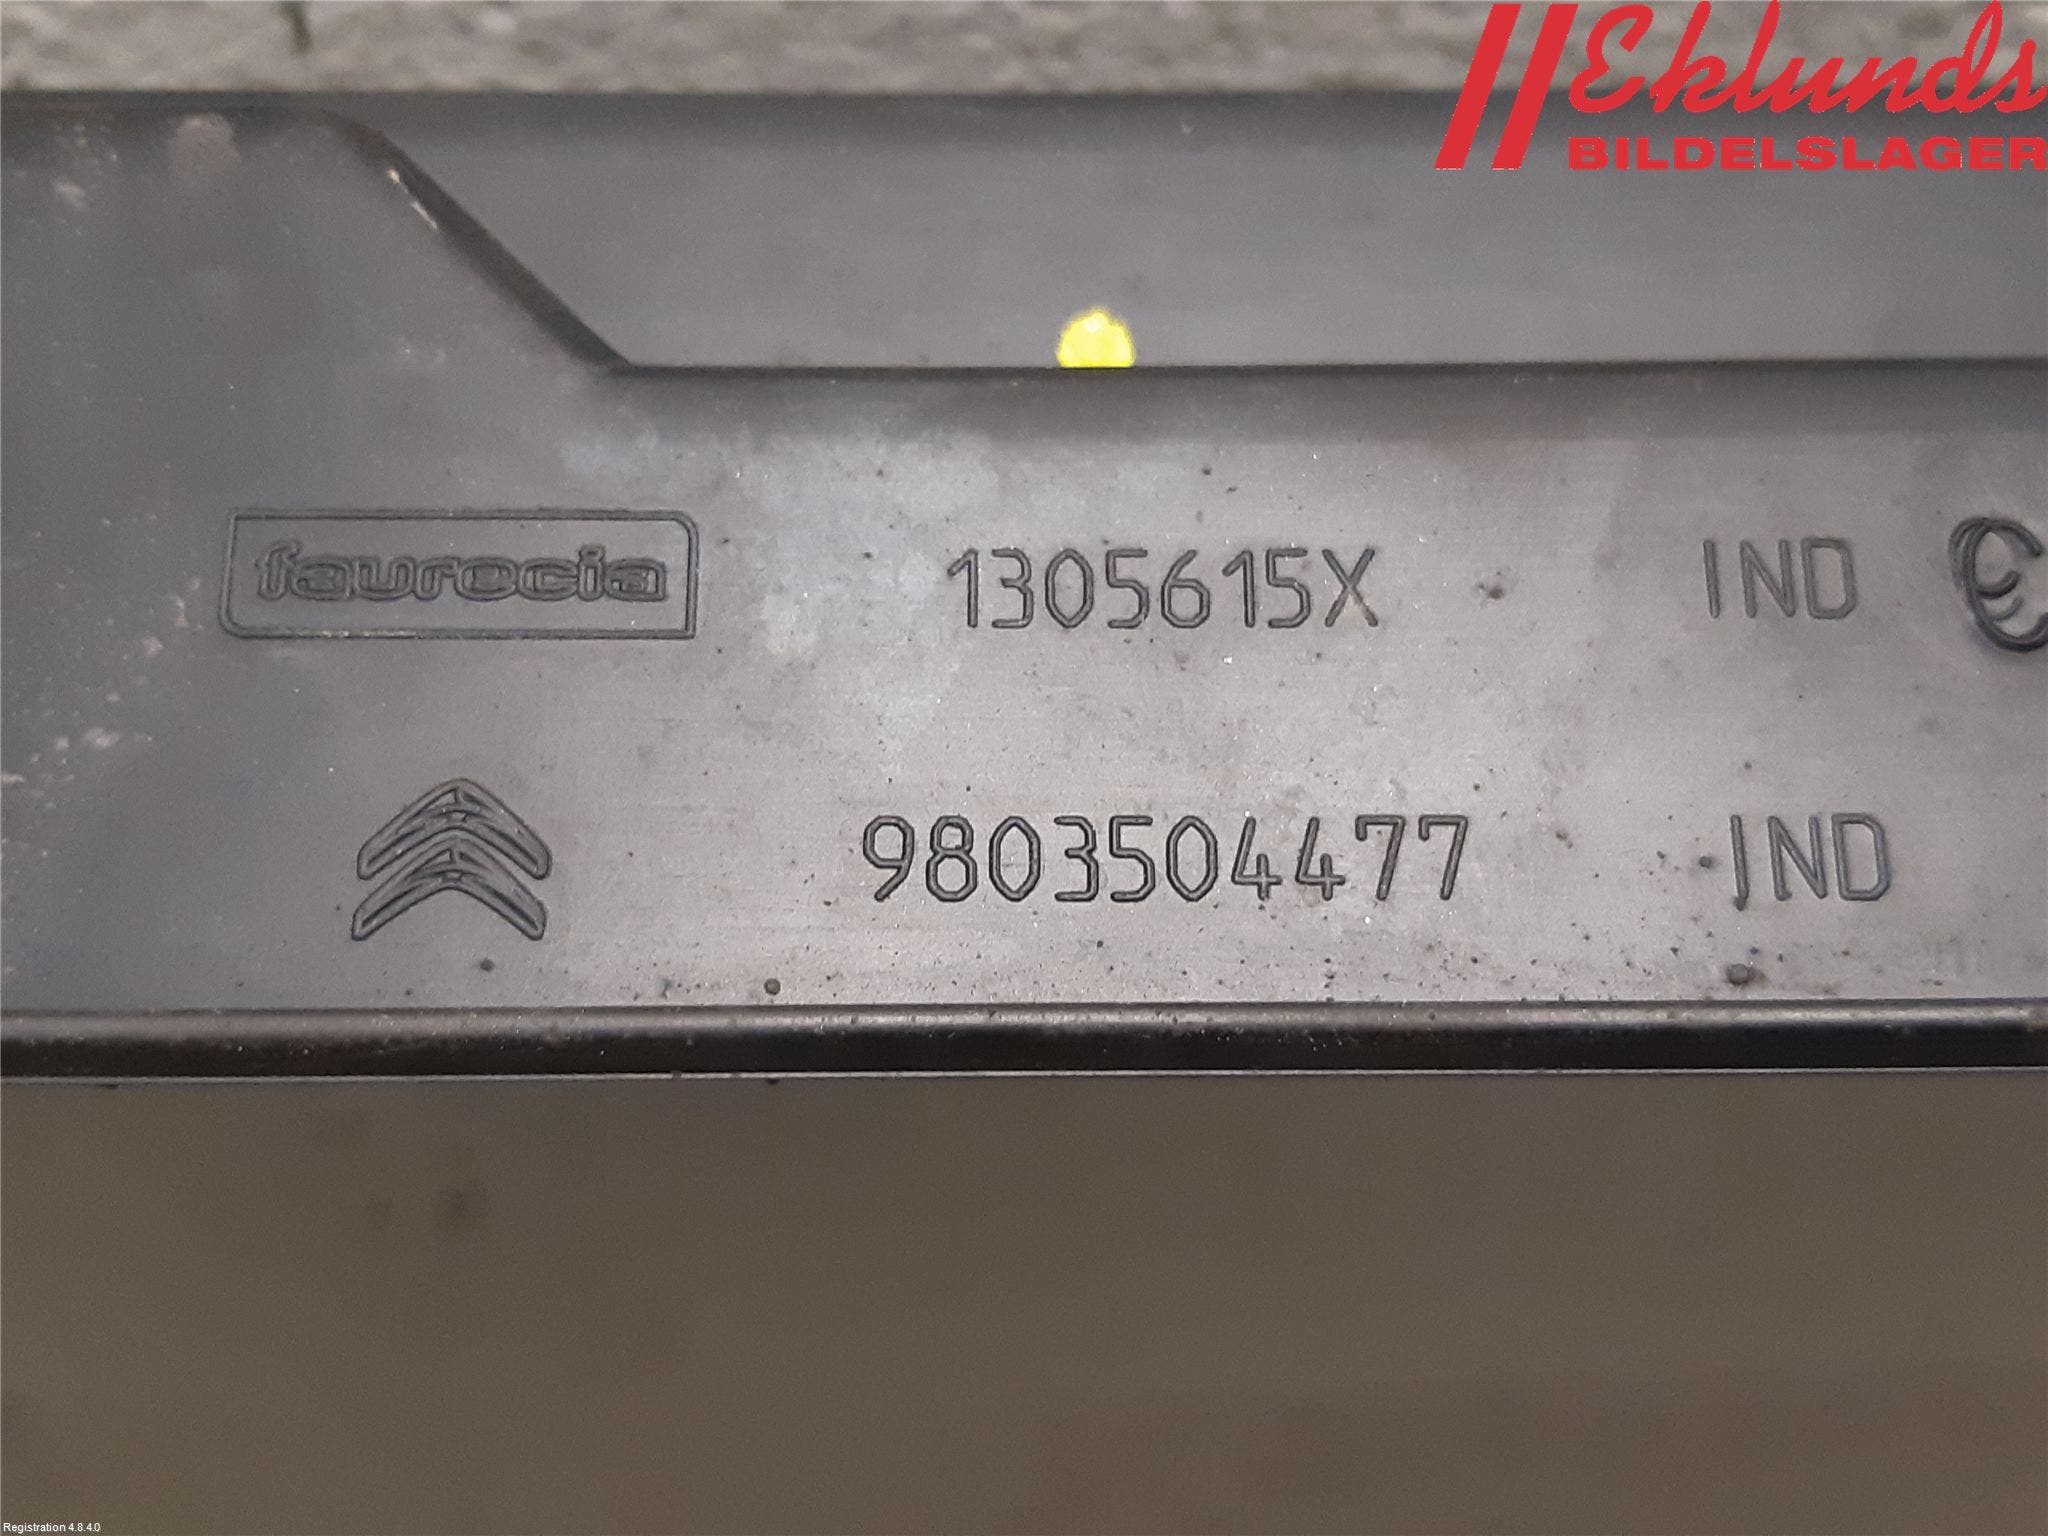 Eklunds
BILDELSLAGER
faurecia 1305615X IND
9803504477 IND
Registration 4.8.4.0